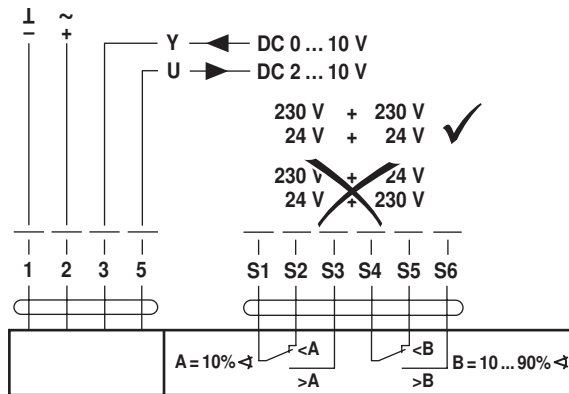 ⊥ ~
– +
Y DC 0 ... 10 V
U DC 2 ... 10 V
230 V + 230 V
24 V + 24 V
230 V + 24 V
24 V + 230 V
1 2 3 5 S1 S2 S3 S4 S5 S6
A = 10% ∢ <A <B B = 10 ... 90% ∢
>A >B